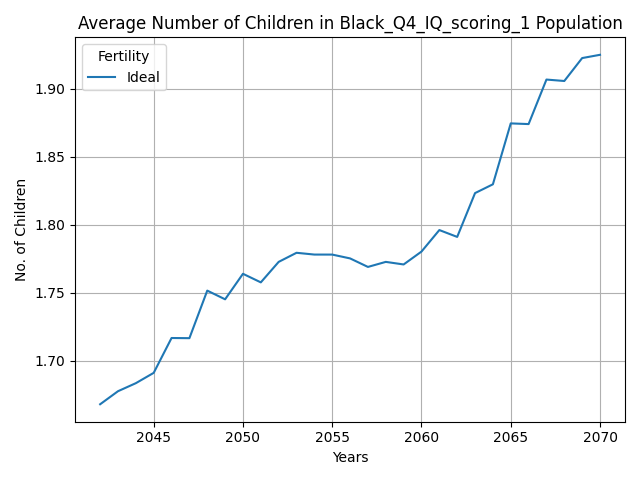 Average Number of Children in Black_Q4_IQ_scoring_1 Population
Fertility
Ideal
No. of Children
1.90
1.85
1.80
1.75
1.70
2045 2050 2055 2060 2065 2070
Years